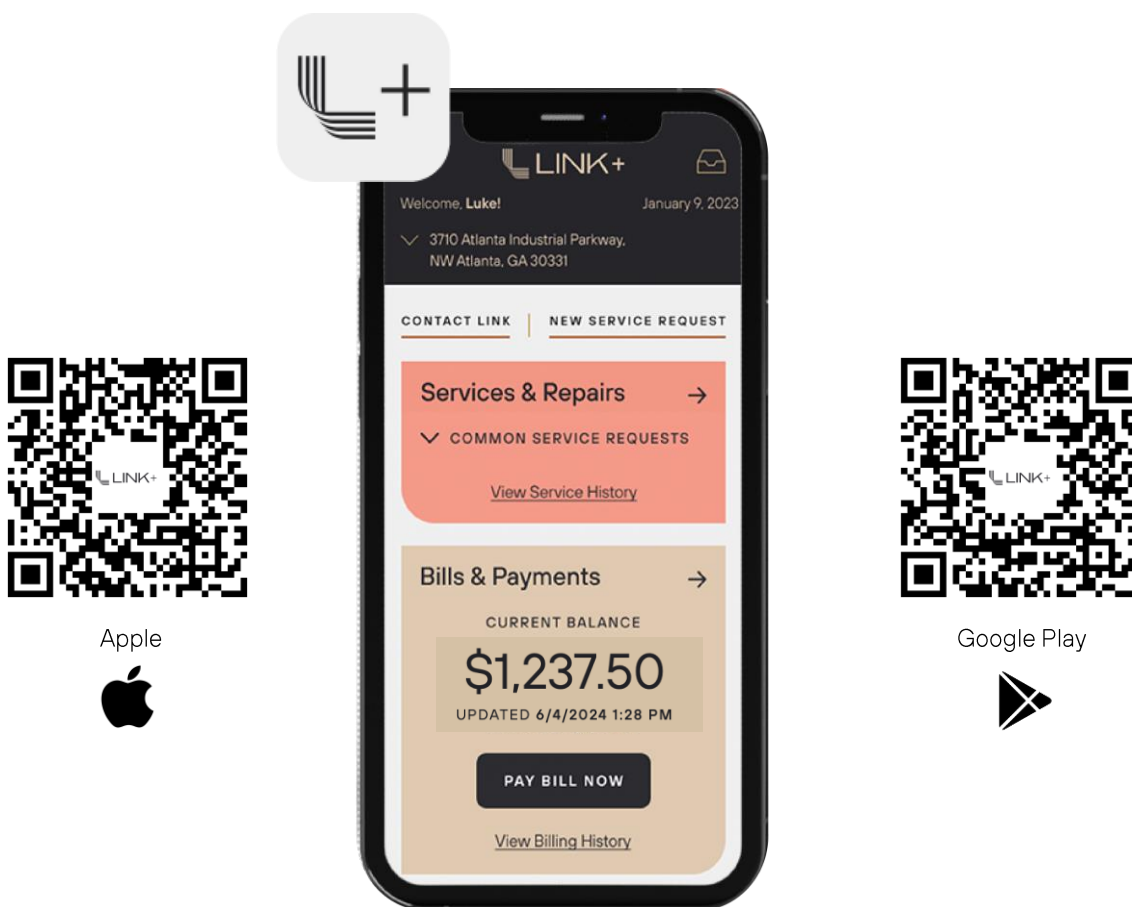 L+
LINK+
Welcome, Luke!
January 9, 2023
3710 Atlanta Industrial Parkway,
NW Atlanta, GA 30331
CONTACT LINK
NEW SERVICE REQUEST
Services & Repairs
COMMON SERVICE REQUESTS
View Service History
Bills & Payments
CURRENT BALANCE
$1,237.50
UPDATED 6/4/2024 1:28 PM
PAY BILL NOW
View Billing History
LINK+
Apple
LINK+
Google Play